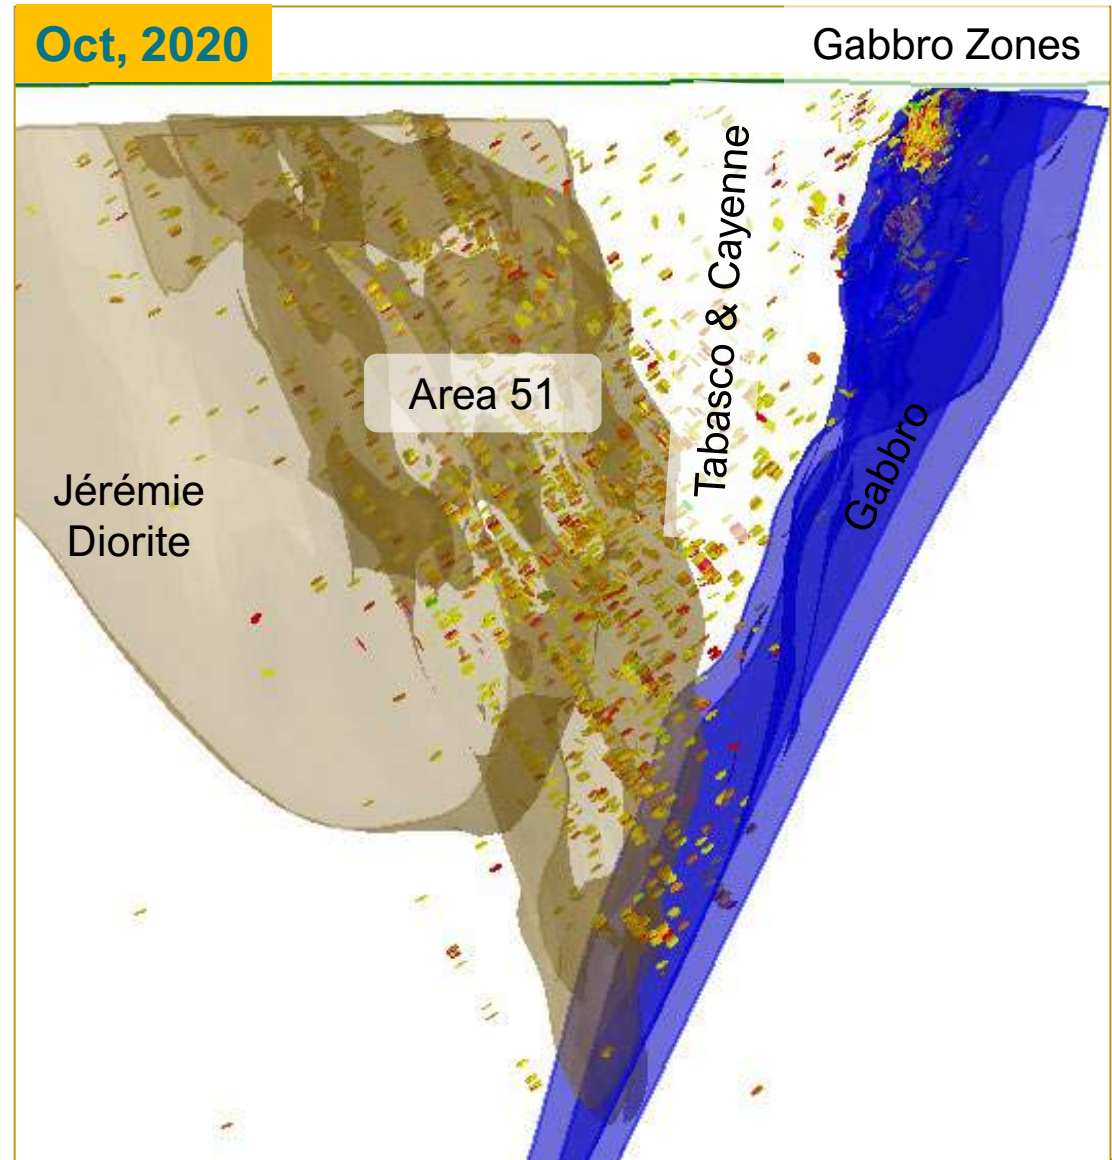 Oct, 2020
Gabbro Zones
Tabasco & Cayenne
Area 51
Gabbro
Jérémie
Diorite